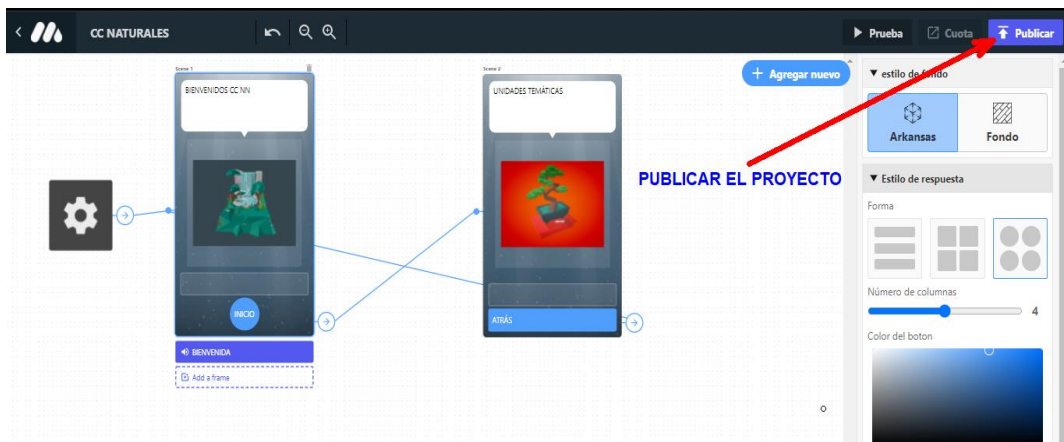 CC NATURALES
Prueba
Cuota
Publicar
Scene 1
Scene 2
Agregar nuevo
estilo de fondo
BIENVENIDOS CC NN
UNIDADES TEMÁTICAS
Arkansas
Fondo
PUBLICAR EL PROYECTO
Estilo de respuesta
Forma
Número de columnas
4
INICIO
ATRÁS
Color del boton
BIENVENIDA
Add a frame